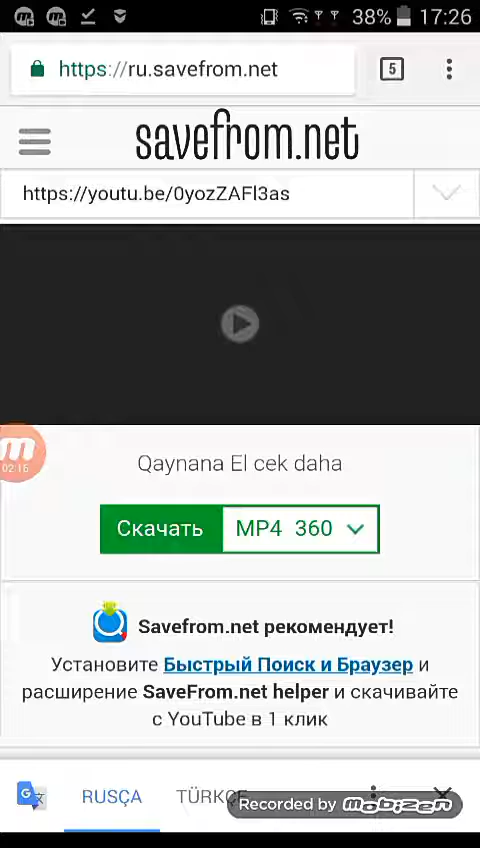 38% 17:26
https://ru.savefrom.net 5
savefrom.net
https://youtu.be/0yozZAFl3as
02:15
Qaynana El cek daha
Скачать MP4 360
Savefrom.net рекомендует!
Установите Быстрый Поиск и Браузер и
расширение SaveFrom.net helper и скачивайте
с YouTube в 1 клик
RUSÇA TÜRKÇE
Recorded by mobizen